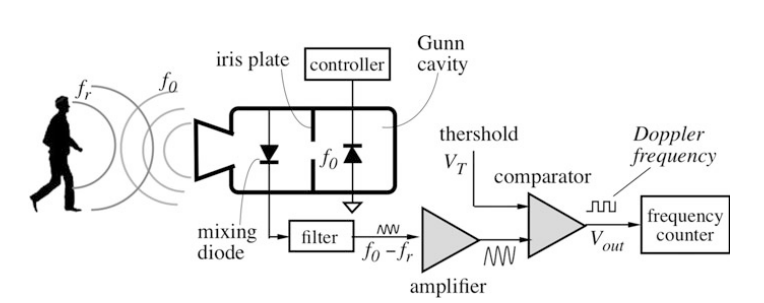 iris plate
controller
Gunn
cavity
f_r
f_0
f_0
mixing
diode
filter
f_0 – f_r
amplifier
thershold
V_T
comparator
Doppler
frequency
V_out
frequency
counter